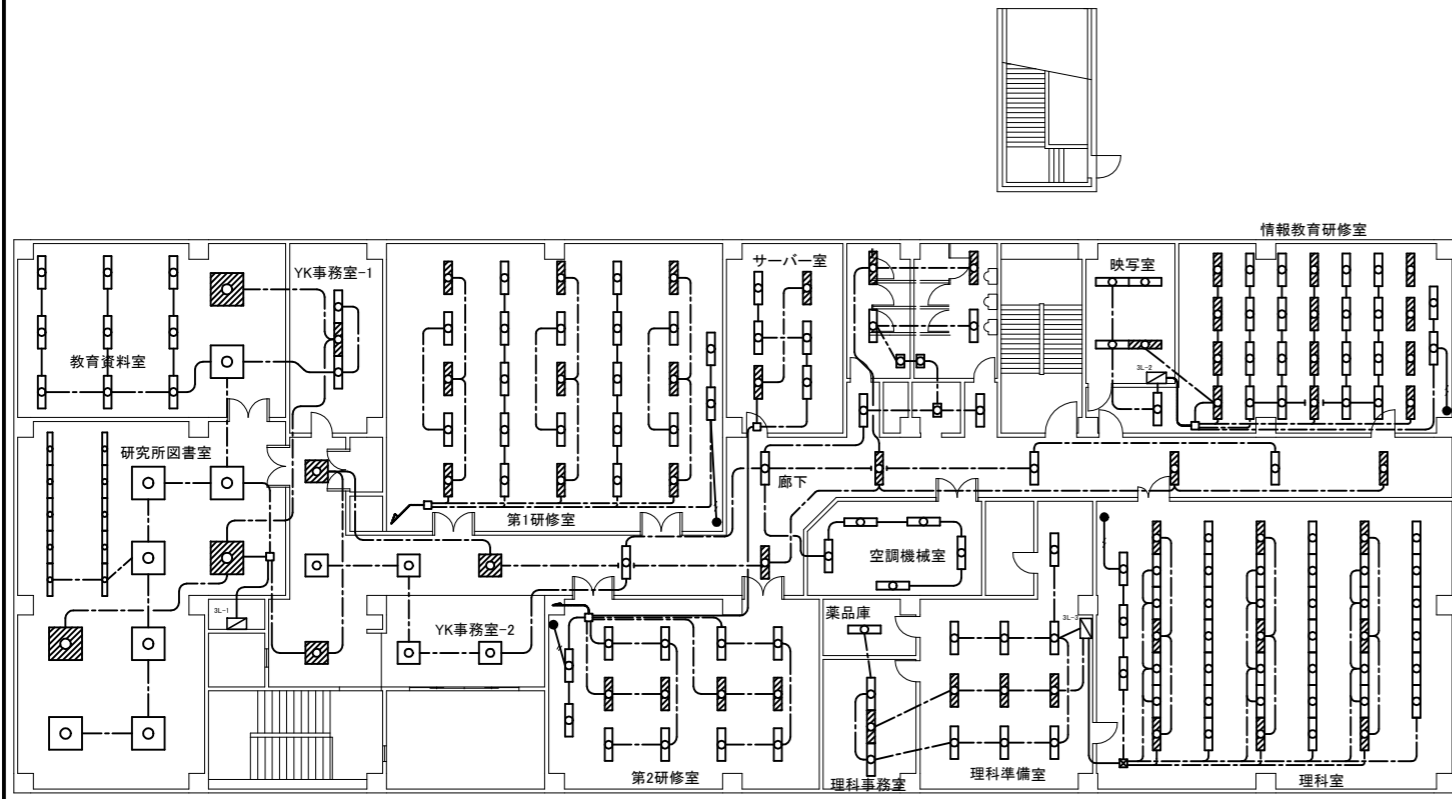 情報教育研修室
YK事務室-1
サーバー室
映写室
教育資料室
3L-2
研究所図書室
廊下
第1研修室
空調機械室
3L-1
YK事務室-2
薬品庫
3L-3
第2研修室
理科事務室
理科準備室
理科室